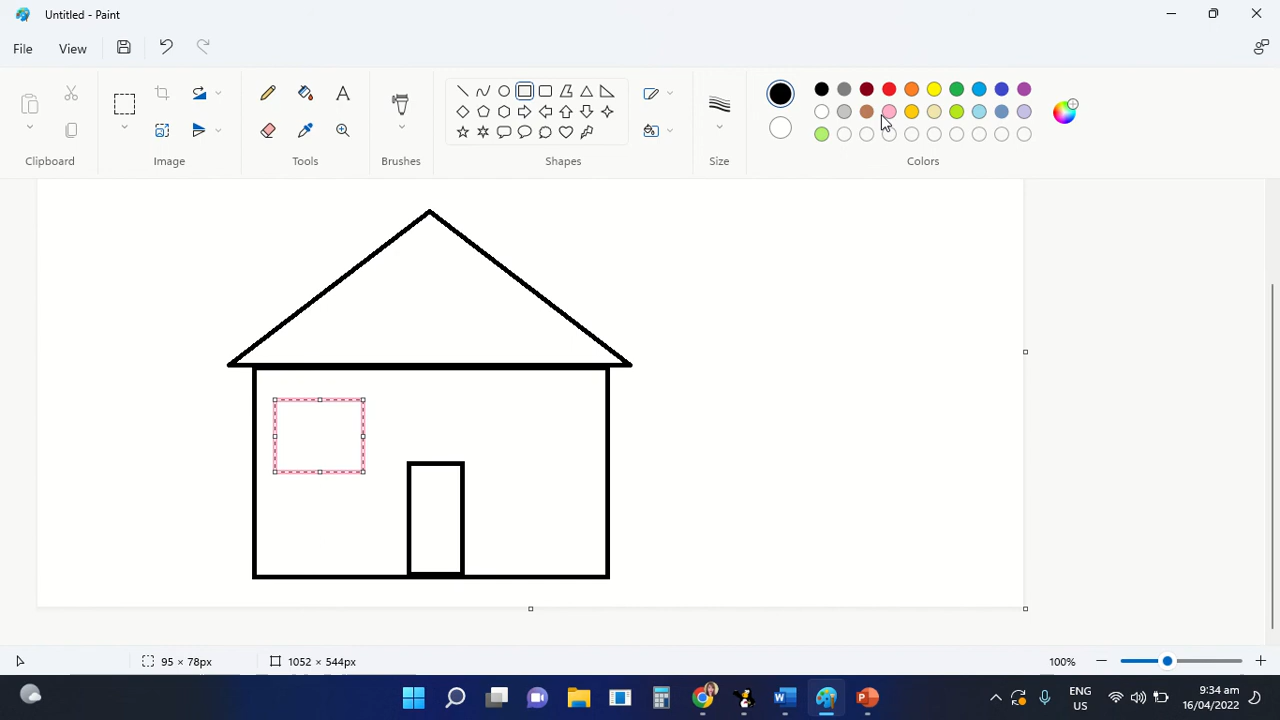 Untitled - Paint
File
View
Clipboard
Image
Tools
Brushes
Shapes
Size
Colors
95 × 78px
1052 × 544px
100%
ENG
US
9:34 am
16/04/2022